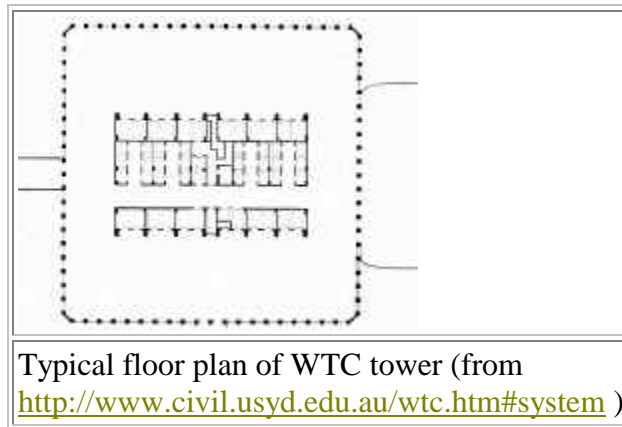 Typical floor plan of WTC tower (from
http://www.civil.usyd.edu.au/wtc.htm#system )